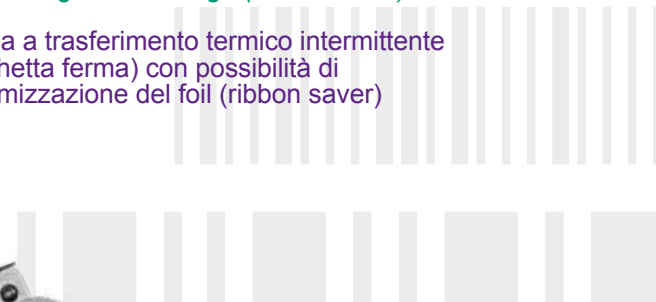 a a trasferimento termico intermittente
hetta ferma) con possibilità di
mizzazione del foil (ribbon saver)